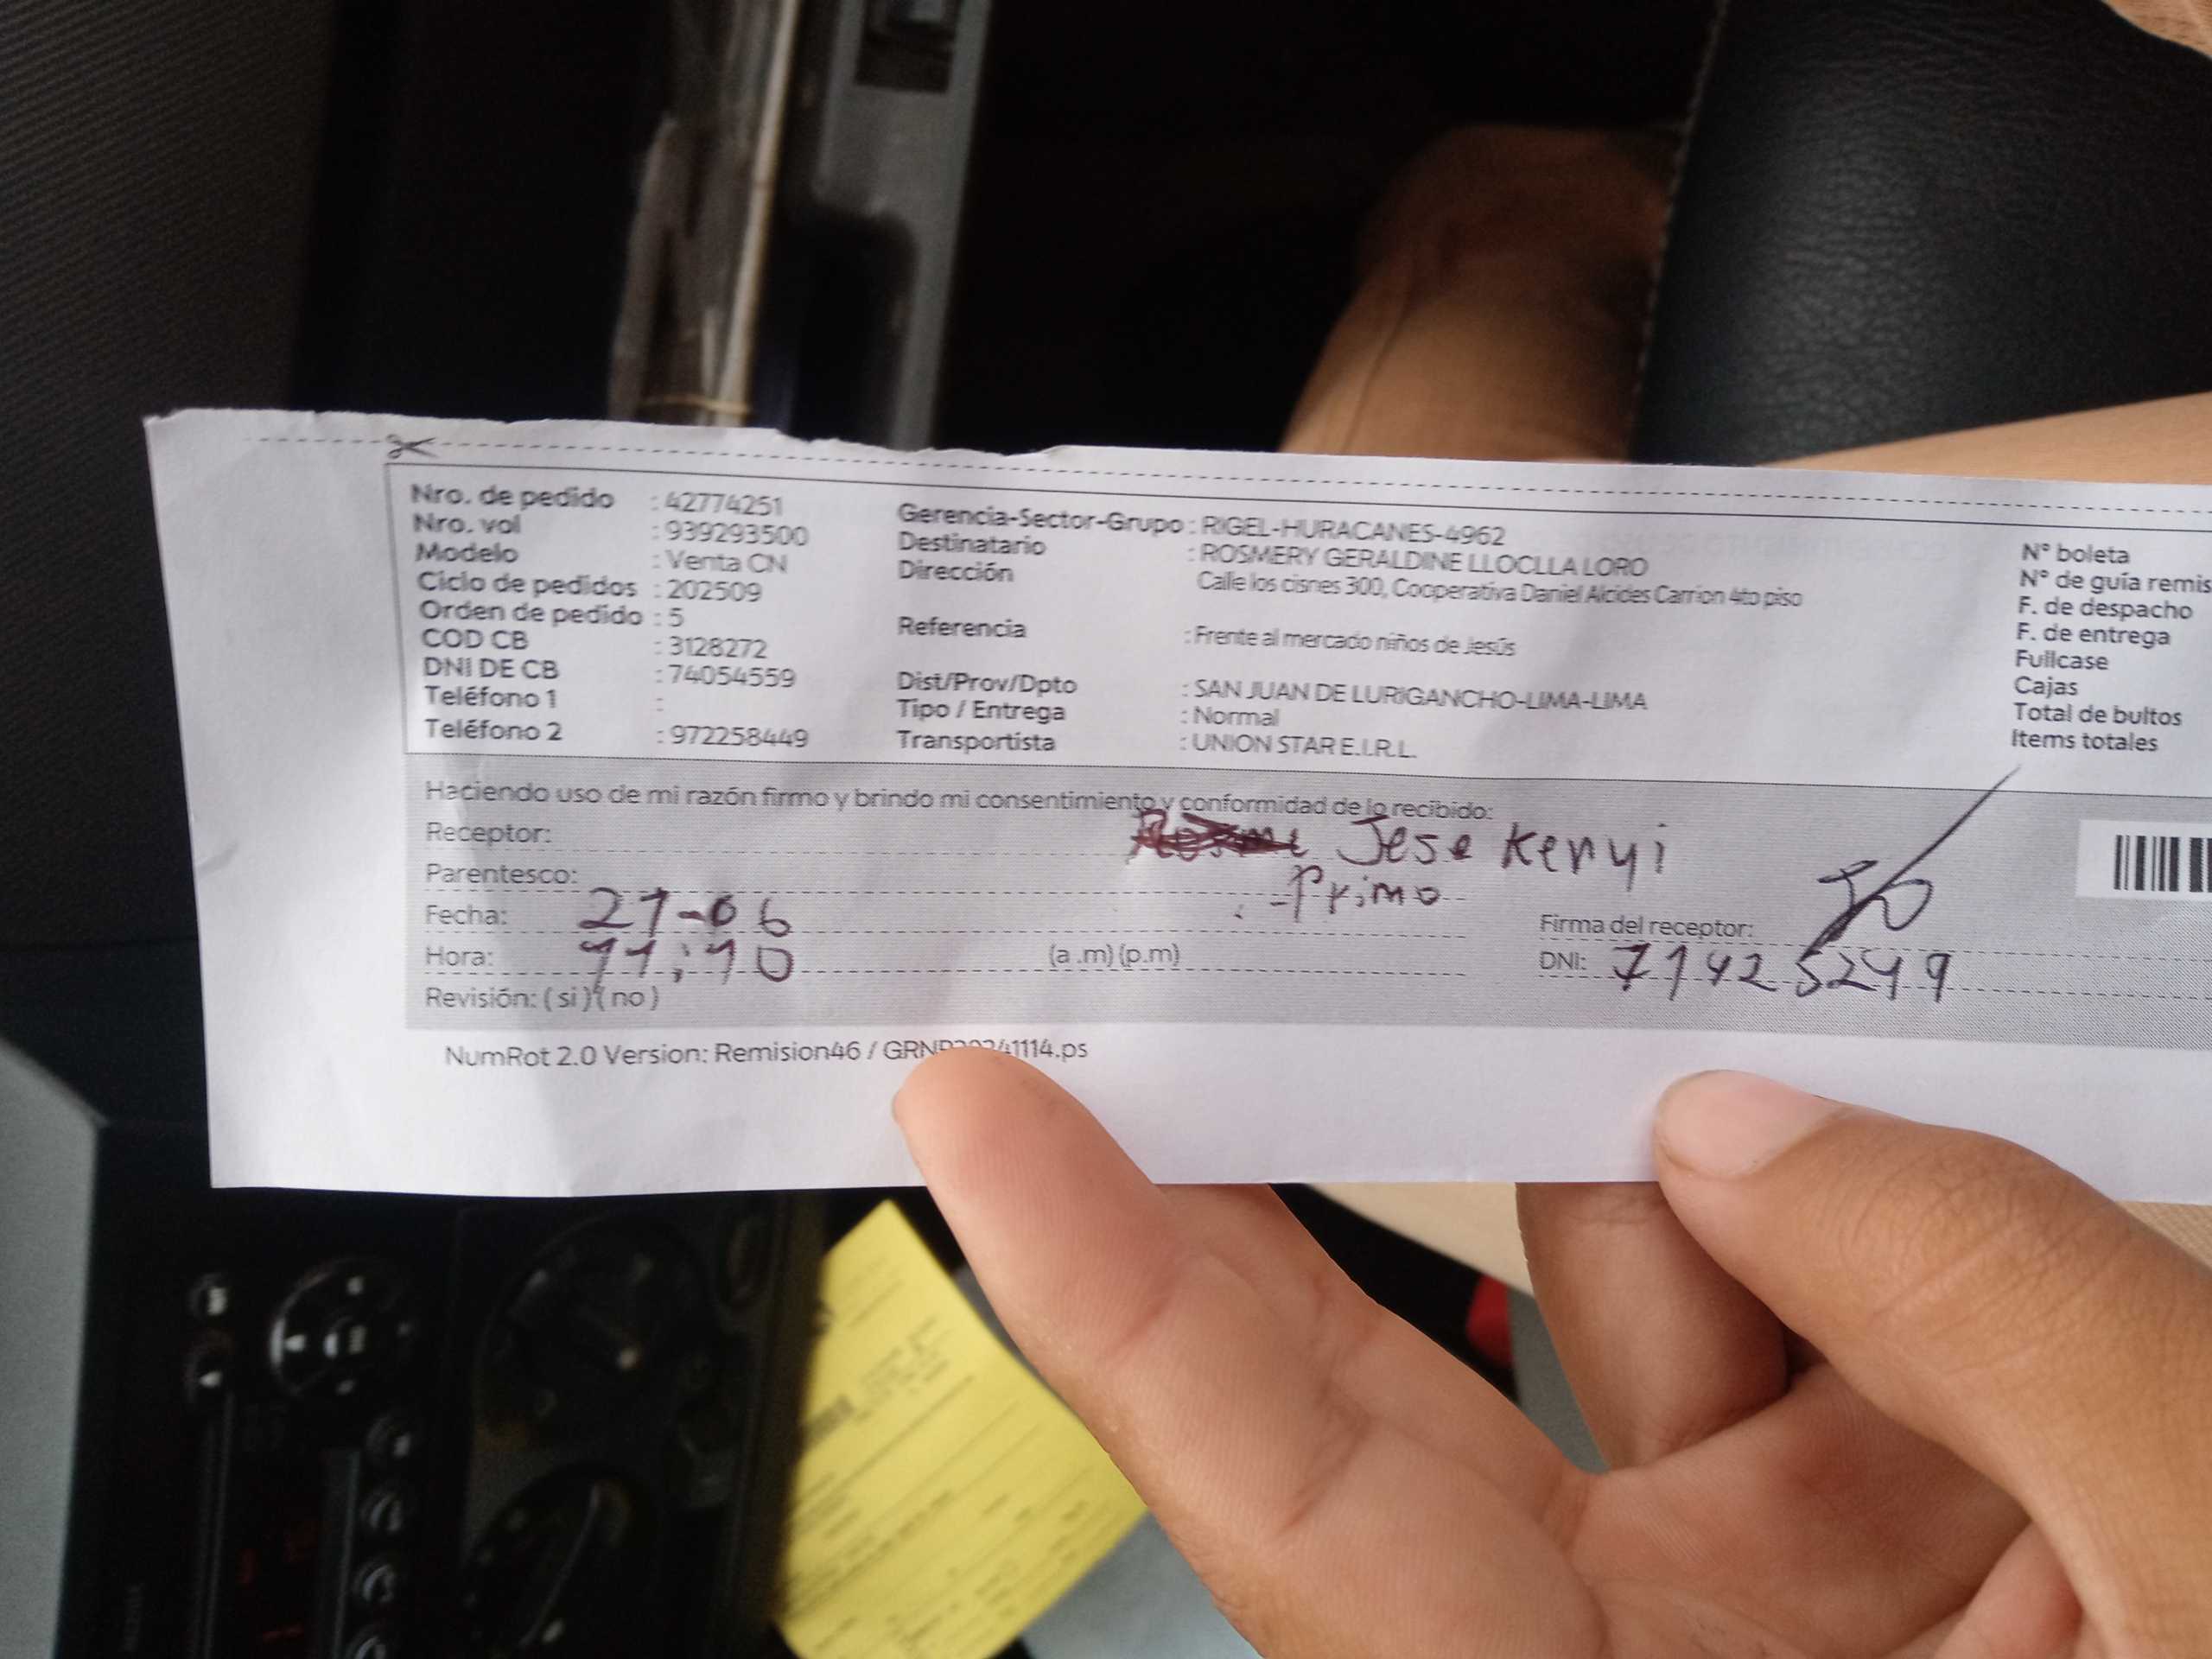 Nro. de pedido : 42774251
Nro. vol : 939293500
Modelo : Venta CN
Ciclo de pedidos : 202509
Orden de pedido : 5
COD CB : 3128272
DNI DE CB : 74054559
Teléfono 1 :
Teléfono 2 : 972258449
Gerencia-Sector-Grupo : RIGEL-HURACANES-4962
Destinatario : ROSMERY GERALDINE LLOCLLA LORO
Dirección Calle los cisnes 300, Cooperativa Daniel Alcides Carrion 4to piso
Referencia : Frente al mercado niños de Jesús
Dist/Prov/Dpto : SAN JUAN DE LURIGANCHO-LIMA-LIMA
Tipo / Entrega : Normal
Transportista : UNION STAR E.I.R.L.
N° boleta
N° de guía remis
F. de despacho
F. de entrega
Fullcase
Cajas
Total de bultos
Items totales
Haciendo uso de mi razón firmo y brindo mi consentimiento y conformidad de lo recibido:
Receptor: Jese Kenyi
Parentesco: Primo
Fecha: 21-06
Hora: 11:10 (a .m) (p.m)
Revisión: ( si ) ( no )
Firma del receptor:
DNI: 71425249
NumRot 2.0 Version: Remision46 / 41114.ps